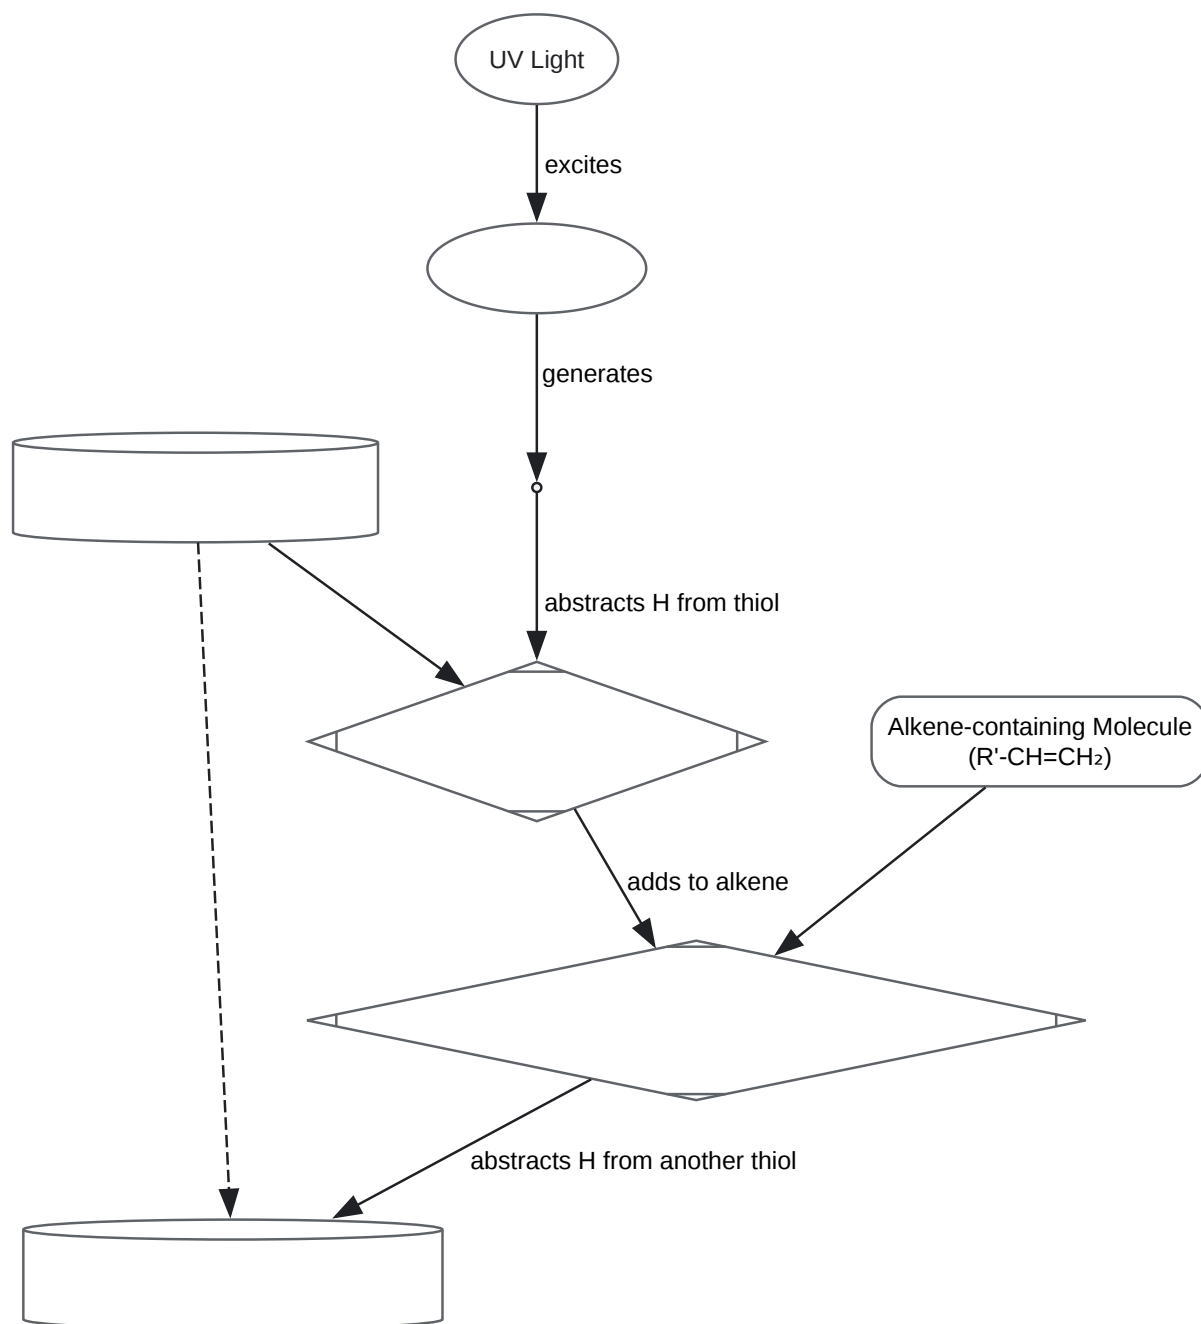 UV Light
excites
generates
abstracts H from thiol
Alkene-containing Molecule
(R'-CH=CH₂)
adds to alkene
abstracts H from another thiol